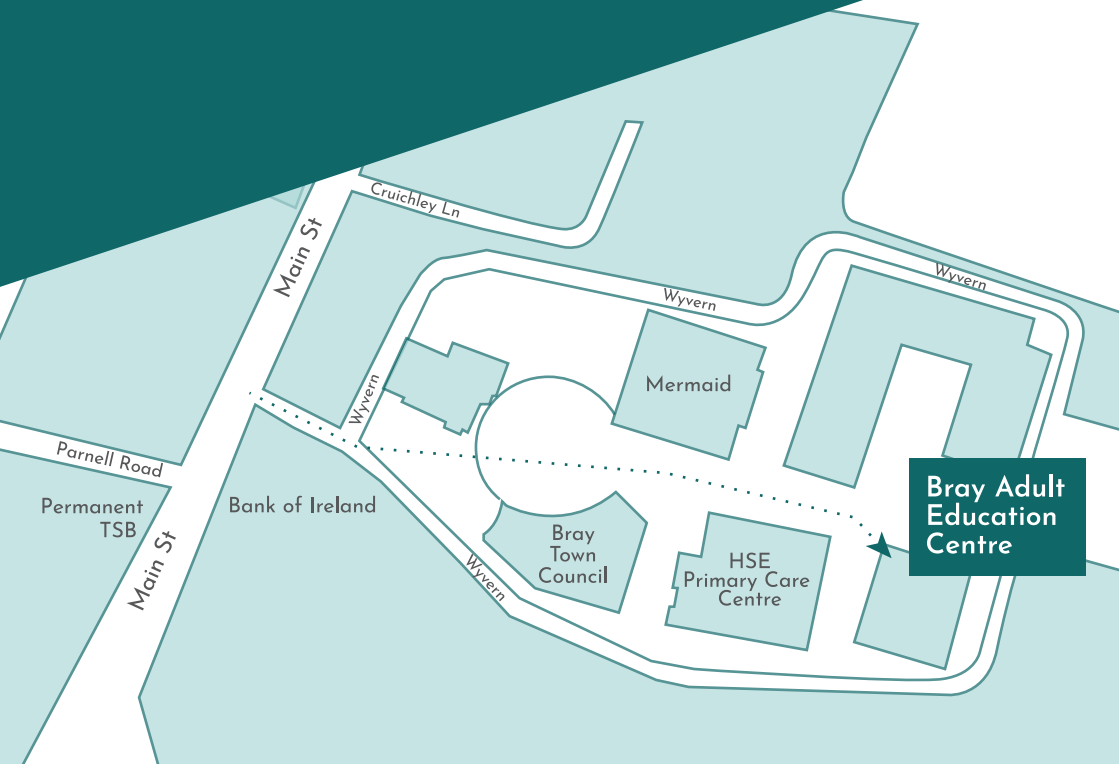 Cruichley Ln
Main St
Wyvern
Wyvern
Wyvern
Mermaid
Parnell Road
Permanent
TSB
Bank of Ireland
Main St
Wyvern
Bray
Town
Council
HSE
Primary Care
Centre
Bray Adult
Education
Centre